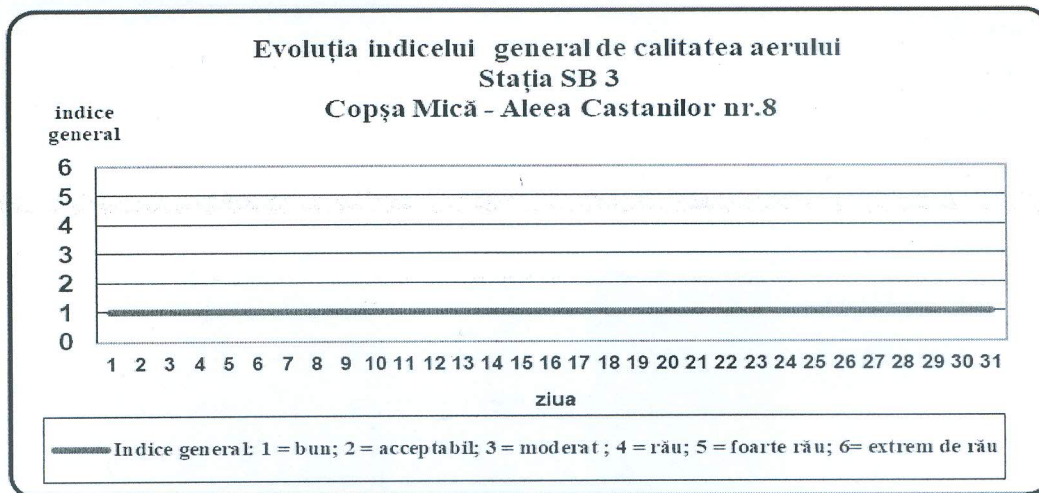 Evoluția indicelui general de calitatea aerului
Stația SB 3
Copșa Mică - Aleea Castanilor nr.8
indice
general
6
5
4
3
2
1
0
1 2 3 4 5 6 7 8 9 10 11 12 13 14 15 16 17 18 19 20 21 22 23 24 25 26 27 28 29 30 31
ziua
Indice general: 1 = bun; 2 = acceptabil; 3 = moderat ; 4 = rău; 5 = foarte rău; 6= extrem de rău